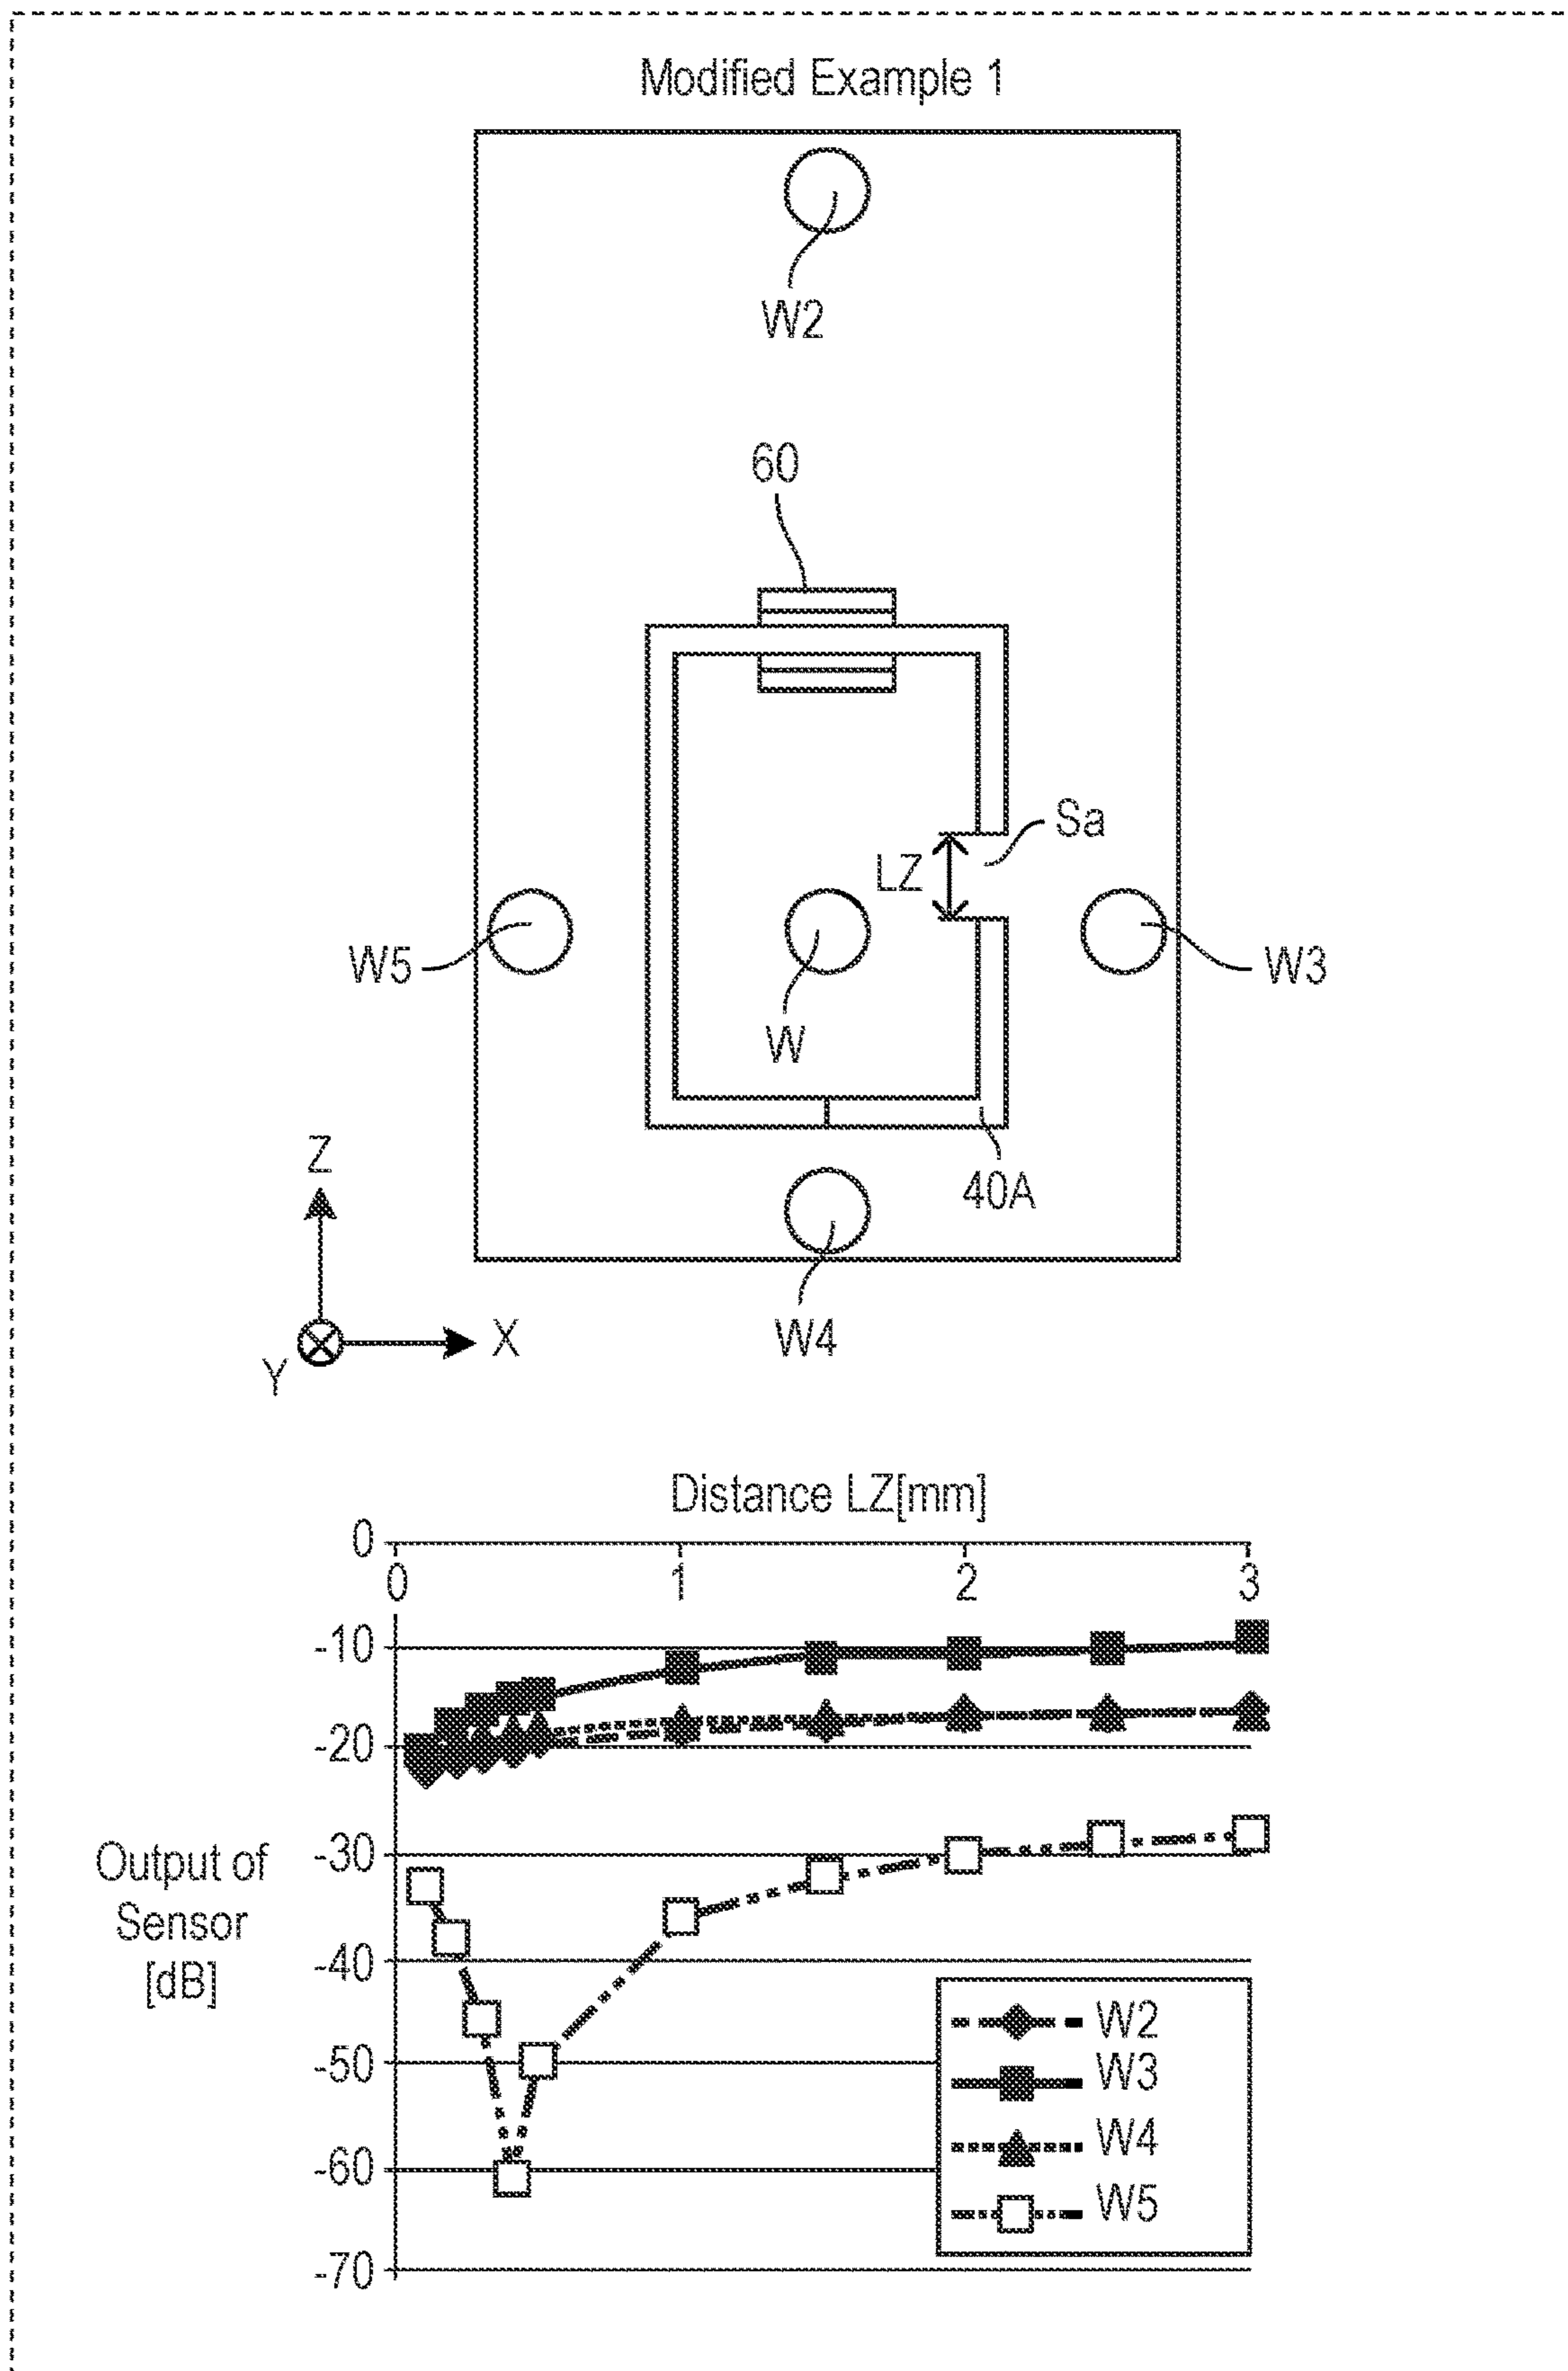 Modified Example 1
W2
60
Sa
LZ
W5
W3
W
Z
40A
X
Y
W4
Distance LZ[mm]
0
0
1
2
3
-10
-20
-30
Output of
Sensor
[dB]
-40
-50
-60
-70
W2
W3
W4
W5